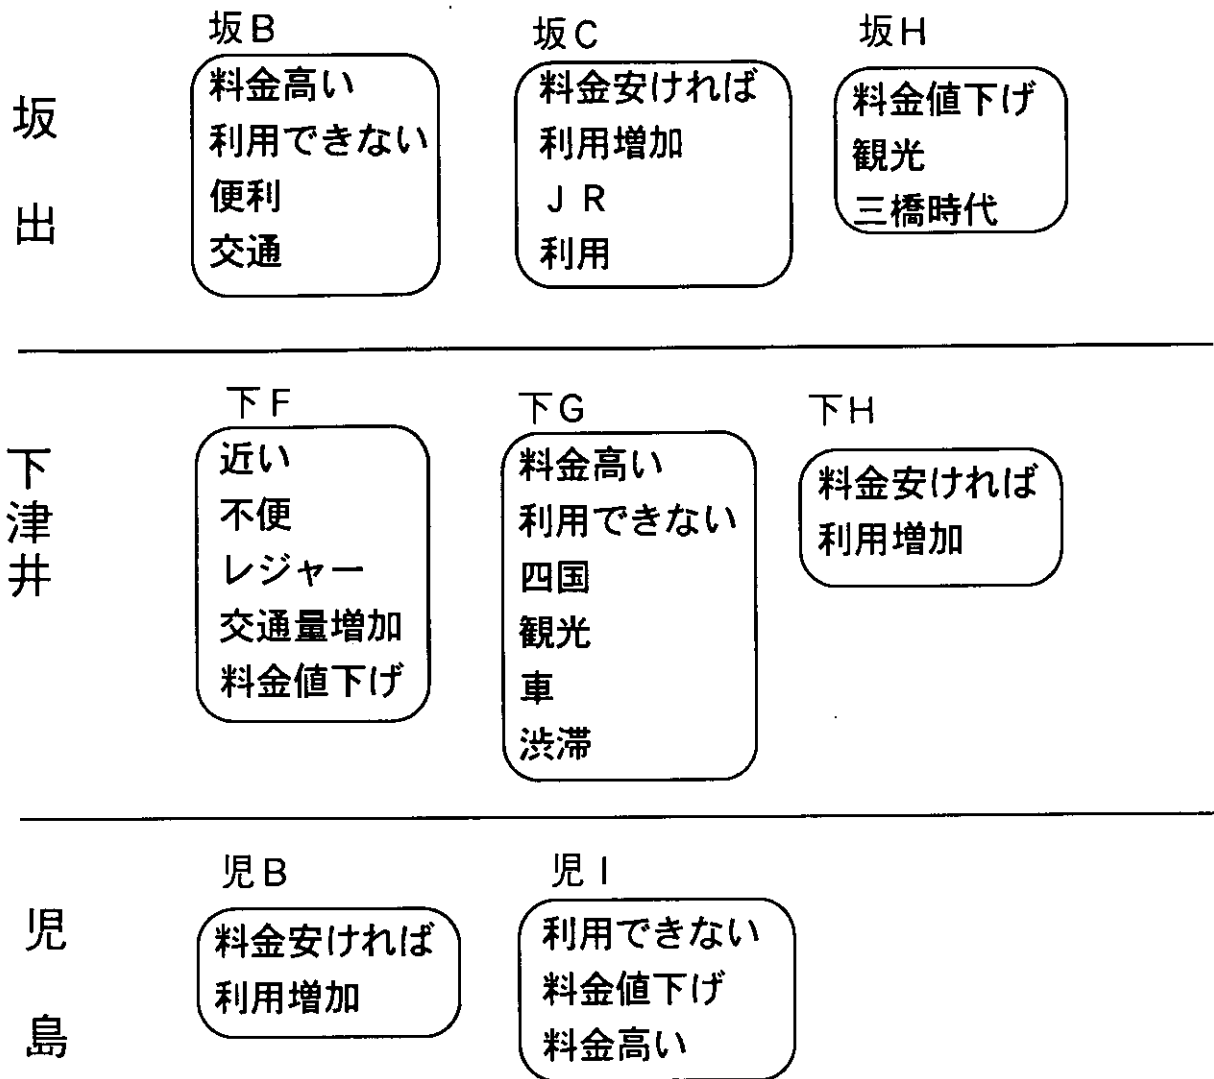 坂出
坂B
料金高い
利用できない
便利
交通
坂C
料金安ければ
利用増加
JR
利用
坂H
料金値下げ
観光
三橋時代
下津井
下F
近い
不便
レジャー
交通量増加
料金値下げ
下G
料金高い
利用できない
四国
観光
車
渋滞
下H
料金安ければ
利用増加
児島
児B
料金安ければ
利用増加
児I
利用できない
料金値下げ
料金高い